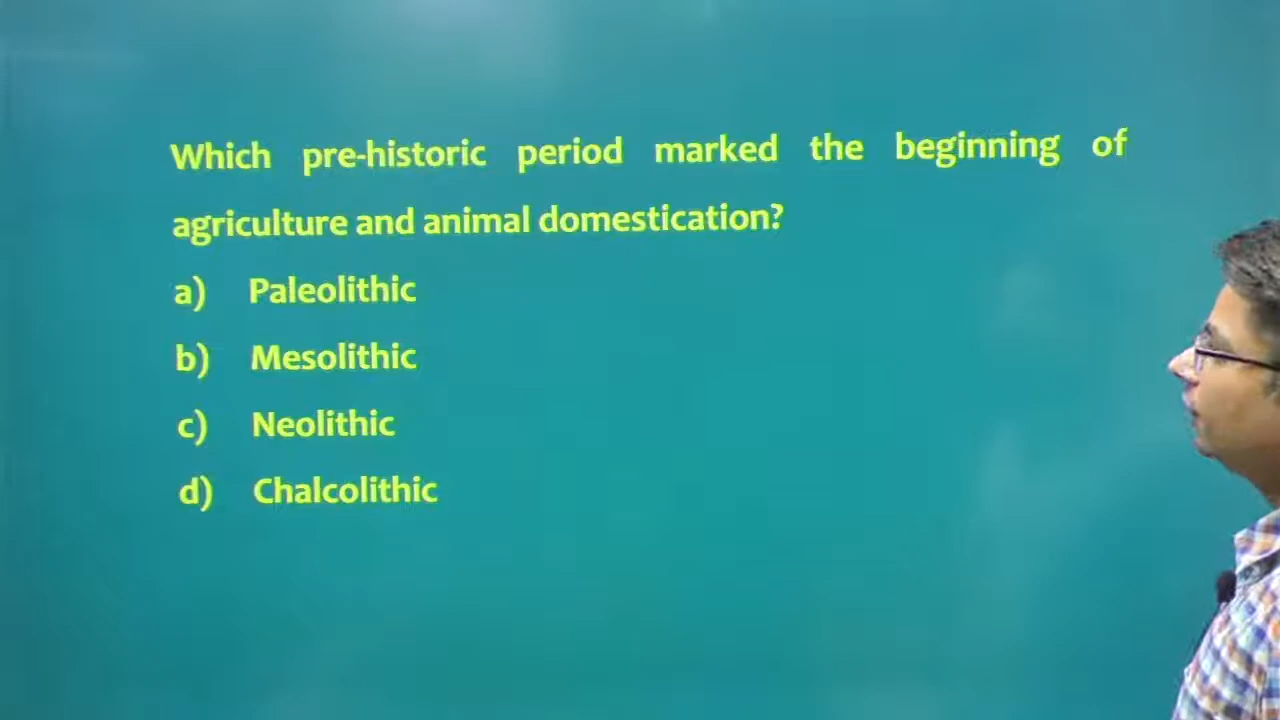 Which pre-historic period marked the beginning of
agriculture and animal domestication?
a) Paleolithic
b) Mesolithic
c) Neolithic
d) Chalcolithic